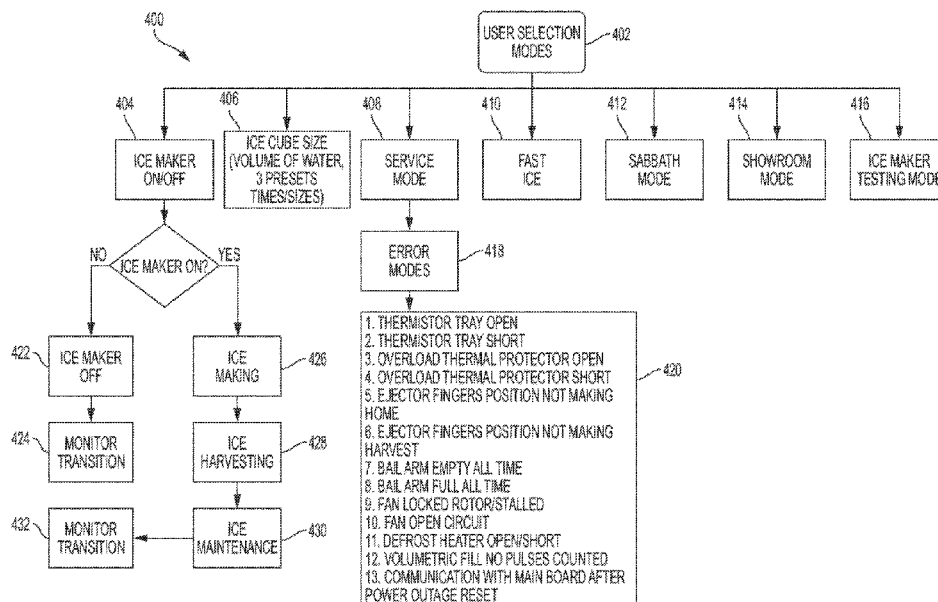 400
USER SELECTION
MODES
402
404
406
408
410
412
414
416
ICE MAKER
ON/OFF
ICE CUBE SIZE
(VOLUME OF WATER,
3 PRESETS
TIMES/SIZES)
SERVICE
MODE
FAST
ICE
SABBATH
MODE
SHOWROOM
MODE
ICE MAKER
TESTING MODE
NO
YES
ICE MAKER ON?
ERROR
MODES
418
422
ICE MAKER
OFF
ICE
MAKING
426
424
MONITOR
TRANSITION
ICE
HARVESTING
428
432
MONITOR
TRANSITION
ICE
MAINTENANCE
430
1. THERMISTOR TRAY OPEN
2. THERMISTOR TRAY SHORT
3. OVERLOAD THERMAL PROTECTOR OPEN
4. OVERLOAD THERMAL PROTECTOR SHORT
5. EJECTOR FINGERS POSITION NOT MAKING
HOME
6. EJECTOR FINGERS POSITION NOT MAKING
HARVEST
7. BAIL ARM EMPTY ALL TIME
8. BAIL ARM FULL ALL TIME
9. FAN LOCKED ROTOR/STALLED
10. FAN OPEN CIRCUIT
11. DEFROST HEATER OPEN/SHORT
12. VOLUMETRIC FILL NO PULSES COUNTED
13. COMMUNICATION WITH MAIN BOARD AFTER
POWER OUTAGE RESET
420